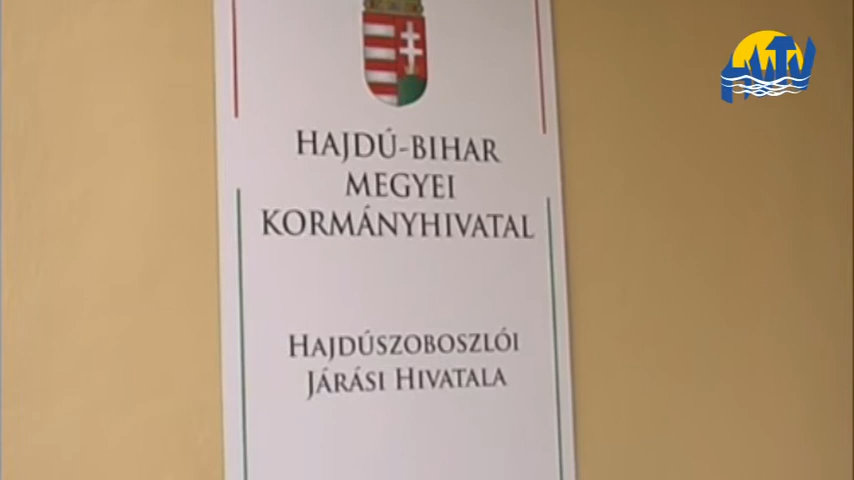 HAJDÚ-BIHAR
MEGYEI
KORMÁNYHIVATAL
HAJDÚSZOBOSZLÓI
JÁRÁSI HIVATALA